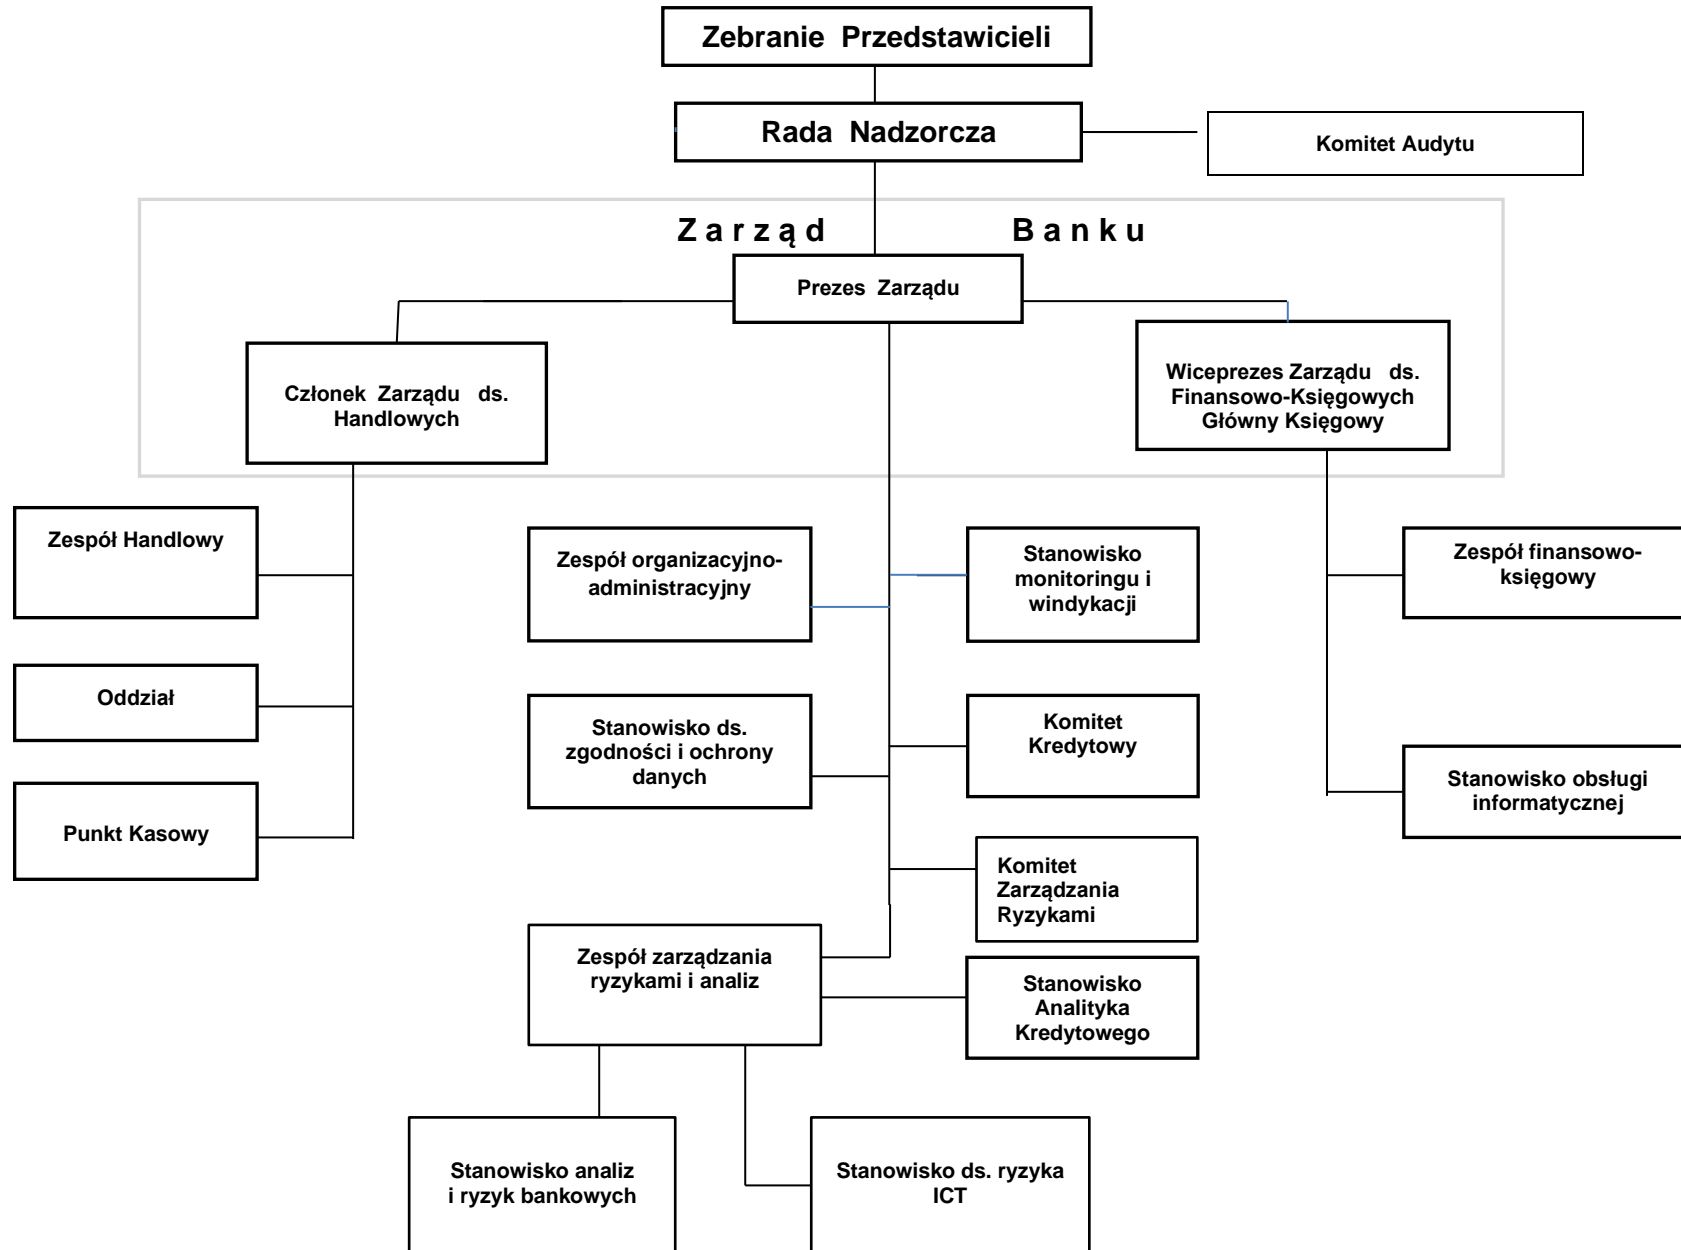 Zebranie Przedstawicieli
Rada Nadzorcza
Komitet Audytu
Zarząd Banku
Prezes Zarządu
Członek Zarządu ds.
Handlowych
Wiceprezes Zarządu ds.
Finansowo-Księgowych
Główny Księgowy
Zespół Handlowy
Oddział
Punkt Kasowy
Zespół organizacyjno-
administracyjny
Stanowisko
monitoringu i
windykacji
Stanowisko ds.
zgodności i ochrony
danych
Komitet
Kredytowy
Komitet
Zarządzania
Ryzykami
Zespół zarządzania
ryzykami i analiz
Stanowisko
Analityka
Kredytowego
Stanowisko analiz
i ryzyk bankowych
Stanowisko ds. ryzyka
ICT
Zespół finansowo-
księgowy
Stanowisko obsługi
informatycznej